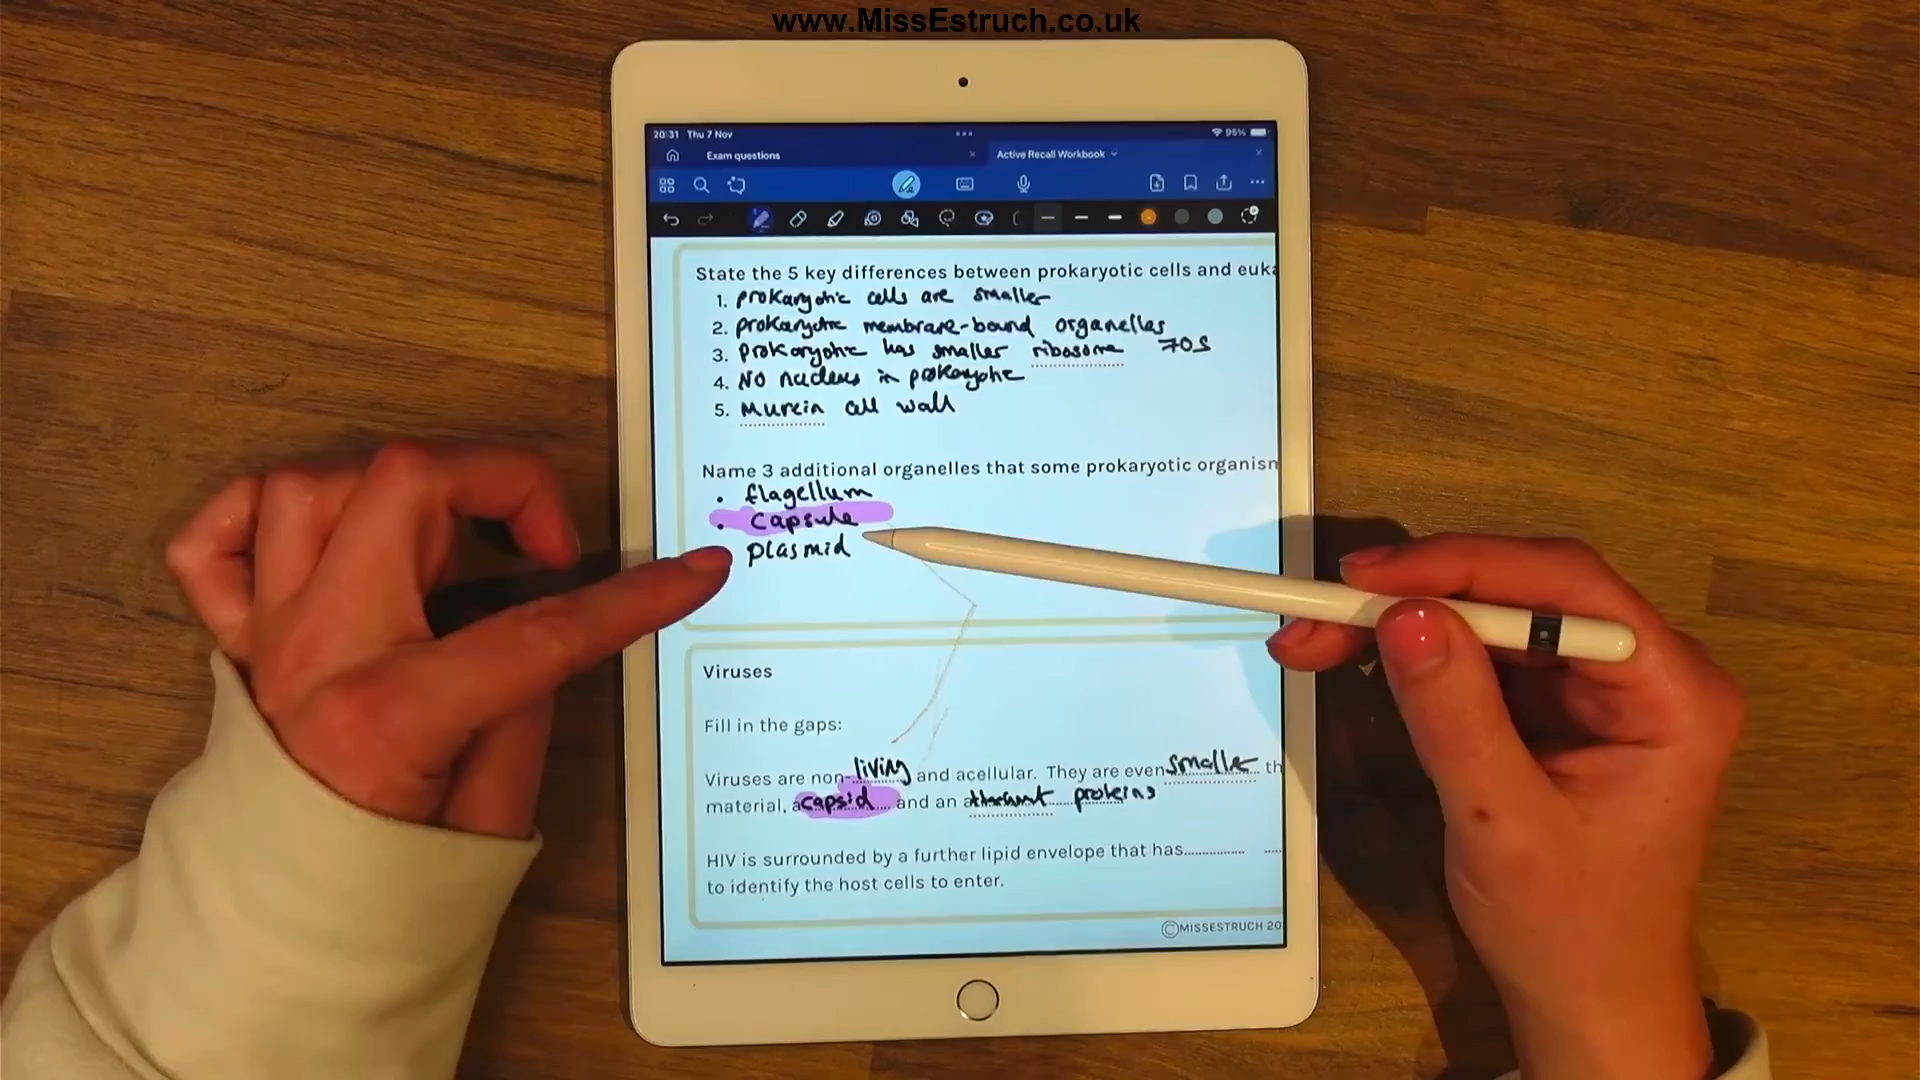 www.MissEstruch.co.uk
20:31 Thu 7 Nov
95%
Exam questions
Active Recall Workbook
State the 5 key differences between prokaryotic cells and euka
1. prokaryotic cells are smaller
2. prokaryotic membrane-bound organelles
3. prokaryotic has smaller ribosome 70S
4. No nucleus in prokaryotic
5. Murein cell wall
Name 3 additional organelles that some prokaryotic organism
• flagellum
• capsule
plasmid
Viruses
Fill in the gaps:
Viruses are non-living and acellular. They are even smaller th
material, a capsid and an attachment proteins
HIV is surrounded by a further lipid envelope that has
to identify the host cells to enter.
©MISSESTRUCH 20